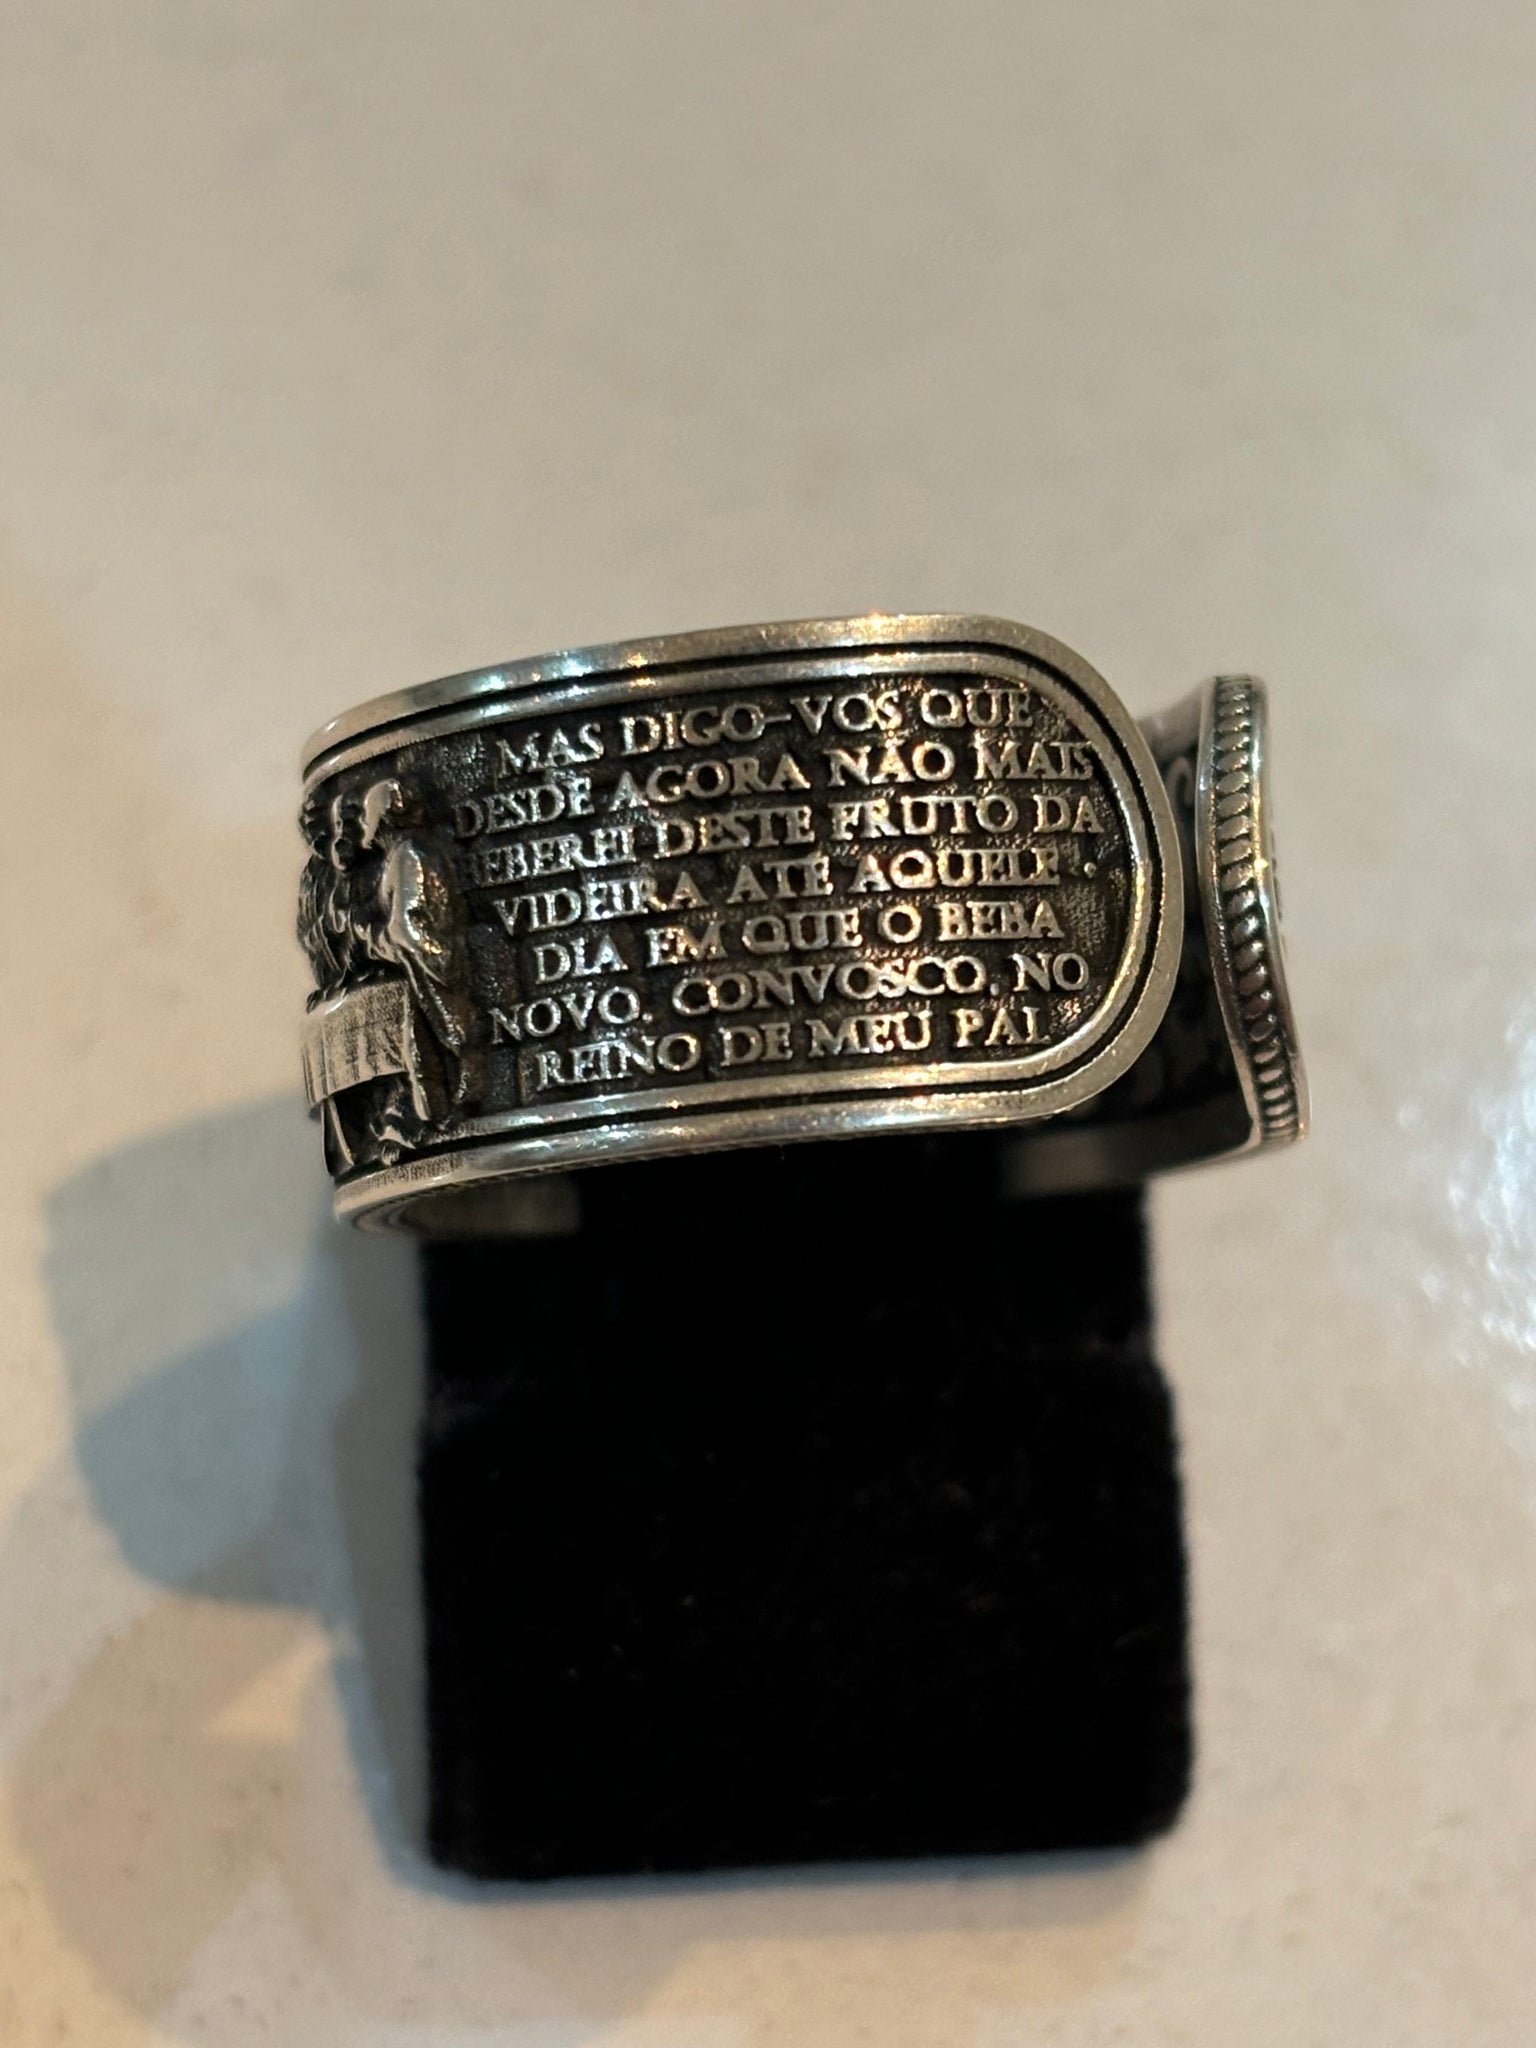 MAS DIGO-VOS QUE
DESDE AGORA NÃO MAIS
BEBEREI DESTE FRUTO DA
VIDEIRA ATÉ AQUELE
DIA EM QUE O BEBA
NOVO, CONVOSCO, NO
REINO DE MEU PAI